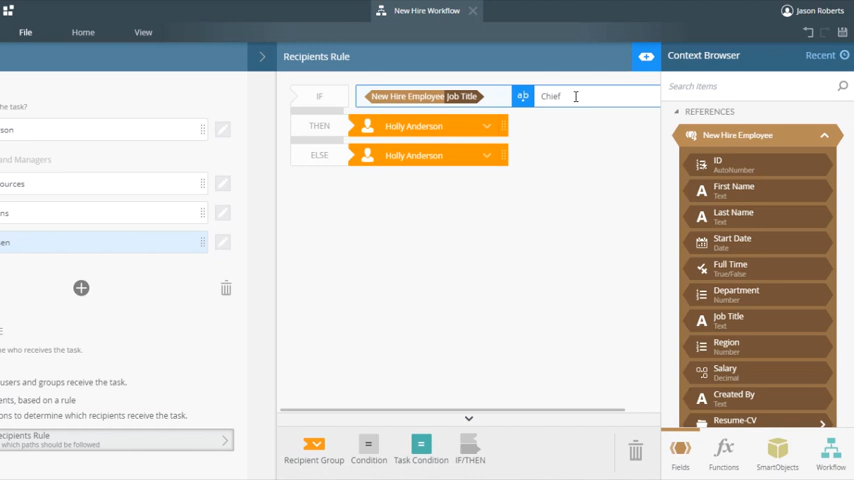 New Hire Workflow
Jason Roberts
File
Home
View
Recipients Rule
Context Browser
Recent
the task?
rson
and Managers
ources
ns
sen
E
ne who receives the task.
users and groups receive the task.
ents, based on a rule
ons to determine which recipients receive the task.
ecipients Rule
which paths should be followed
IF
New Hire Employee Job Title
ab
Chief
THEN
Holly Anderson
ELSE
Holly Anderson
Recipient Group
Condition
Task Condition
IF/THEN
Search Items
REFERENCES
New Hire Employee
ID
AutoNumber
First Name
Text
Last Name
Text
Start Date
Date
Full Time
True/False
Department
Number
Job Title
Text
Region
Number
Salary
Decimal
Created By
Text
Resume-CV
Fields
Functions
SmartObjects
Workflow